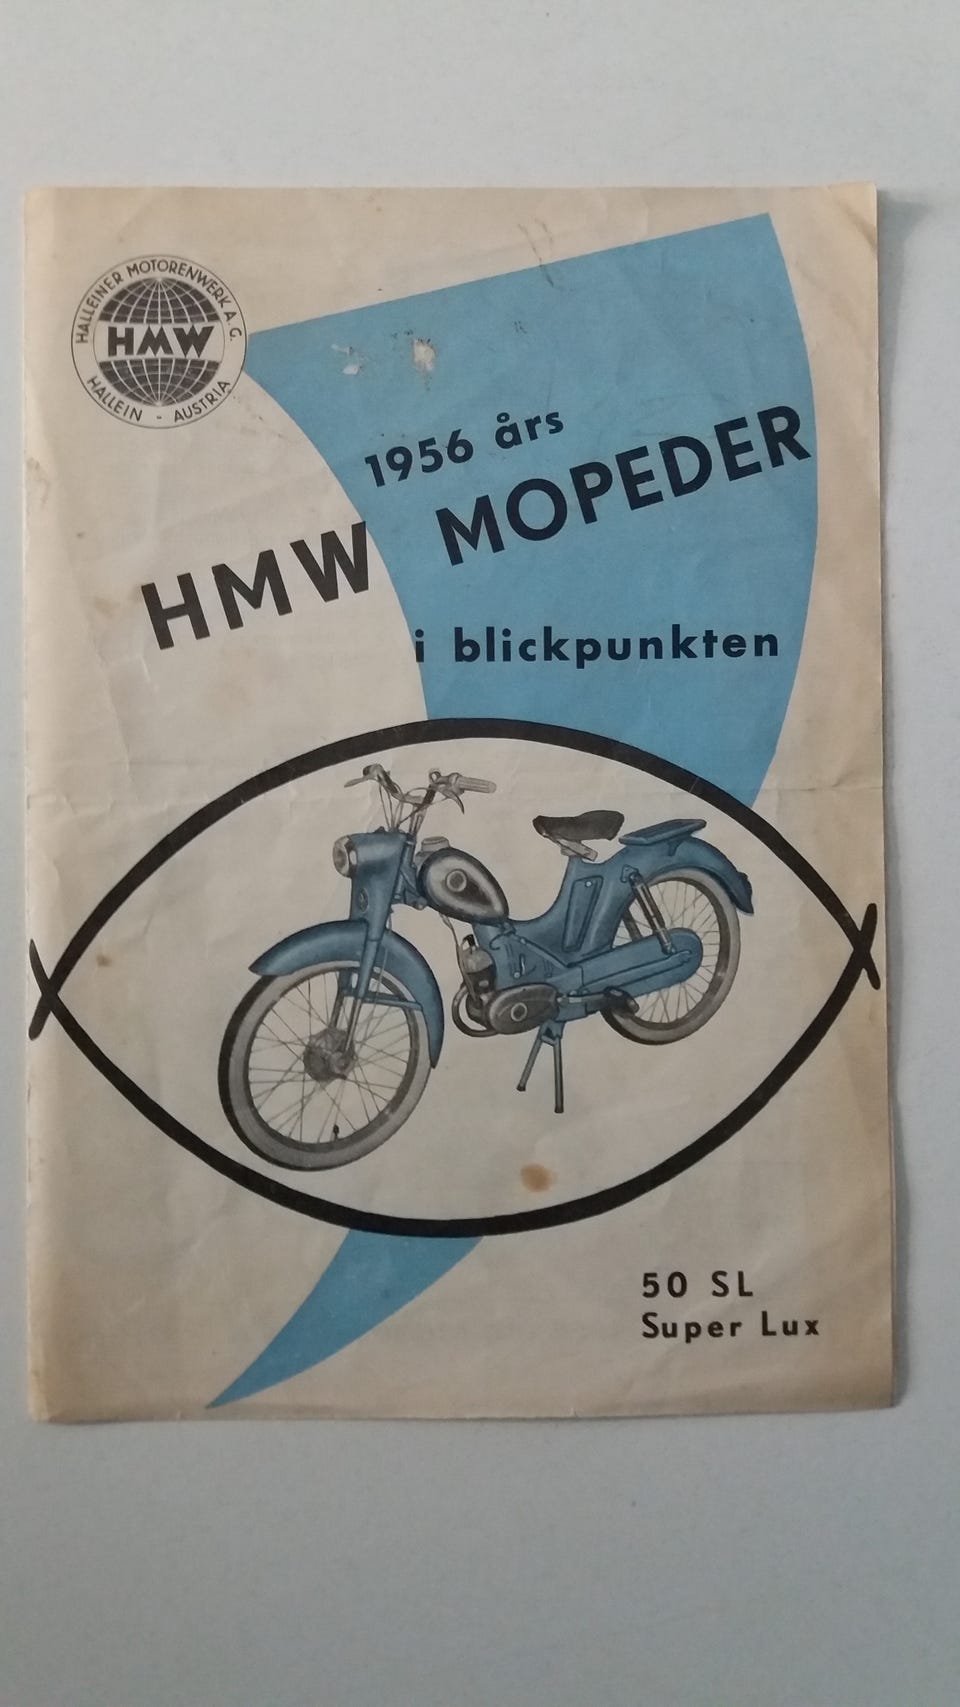 HALLEINER MOTORENWERK A.G.
HMW
HALLEIN - AUSTRIA
1956 års
HMW MOPEDER
i blickpunkten
50 SL
Super Lux